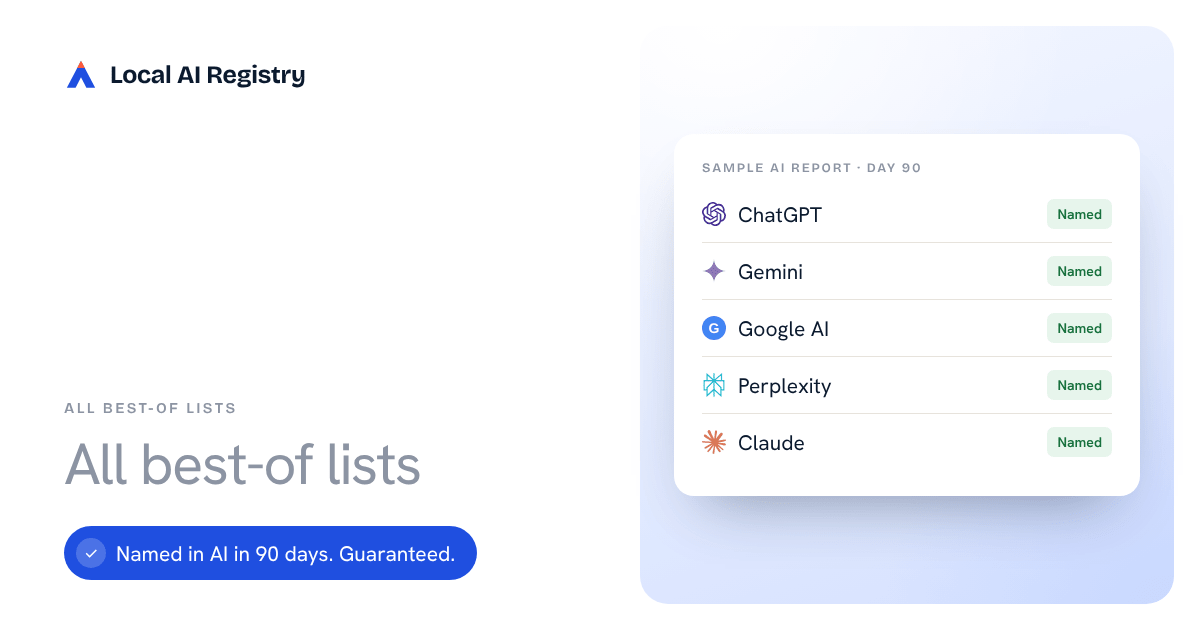 Local AI Registry
ALL BEST-OF LISTS
All best-of lists
Named in AI in 90 days. Guaranteed.
SAMPLE AI REPORT · DAY 90
ChatGPT Named
Gemini Named
G Google AI Named
Perplexity Named
Claude Named